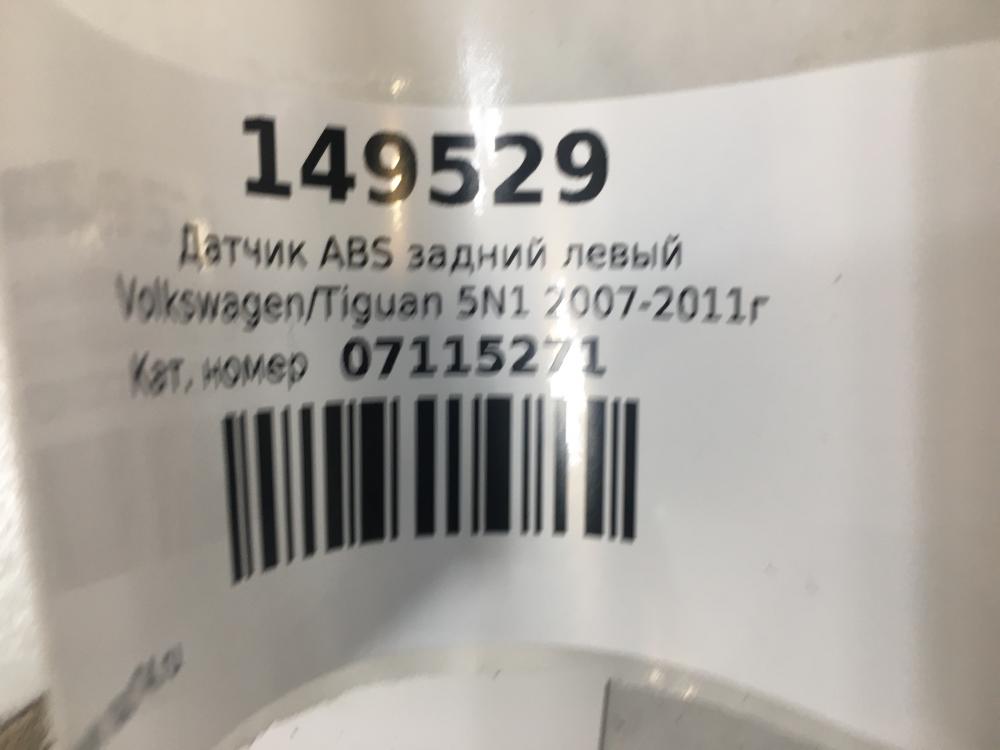 149529
Датчик ABS задний левый
Volkswagen/Tiguan 5N1 2007-2011г
Кат. номер 07115271